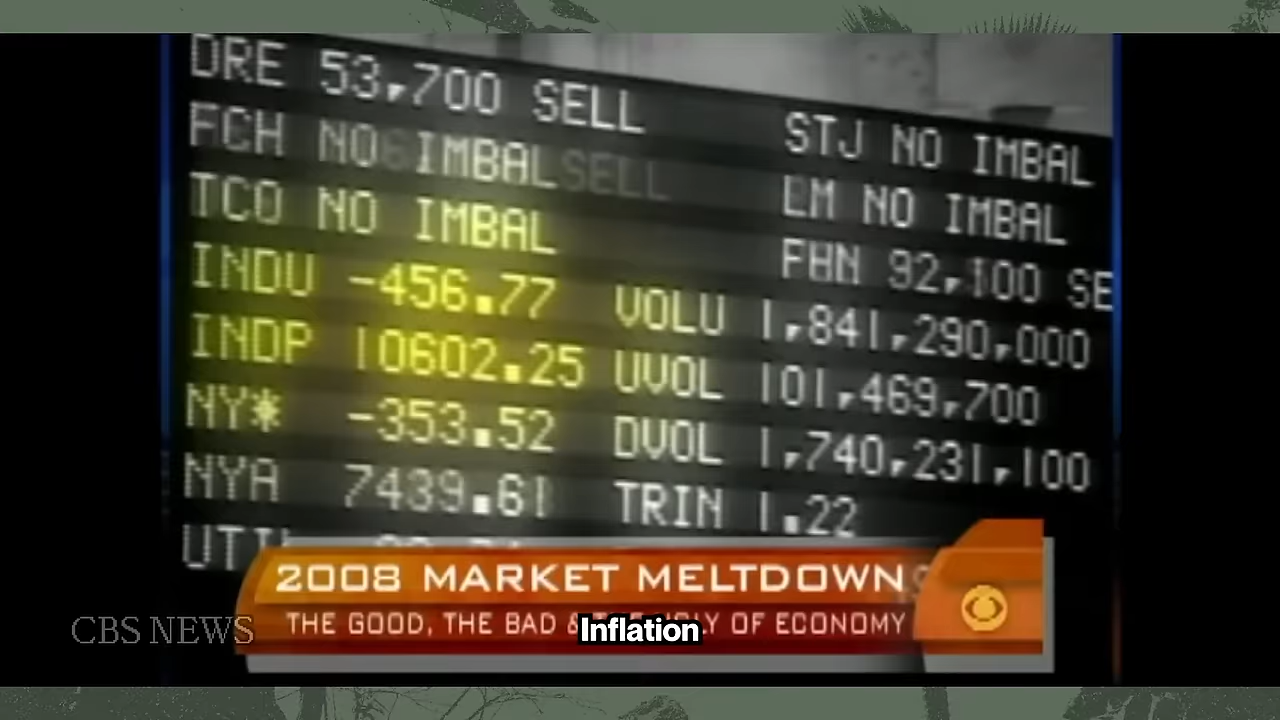 DRE 53,700 SELL
FCH NO IMBAL SELL
TCO NO IMBAL
INDU -456.77
INDP 10602.25
NY* -353.52
NYA 7439.61
STJ NO IMBAL
LM NO IMBAL
FHN 92,100 SE
VOLU 1,841,290,000
UVOL 101,469,700
DVOL 1,740,231,100
TRIN 1.22
2008 MARKET MELTDOWN
THE GOOD, THE BAD & OF ECONOMY
CBS NEWS
Inflation